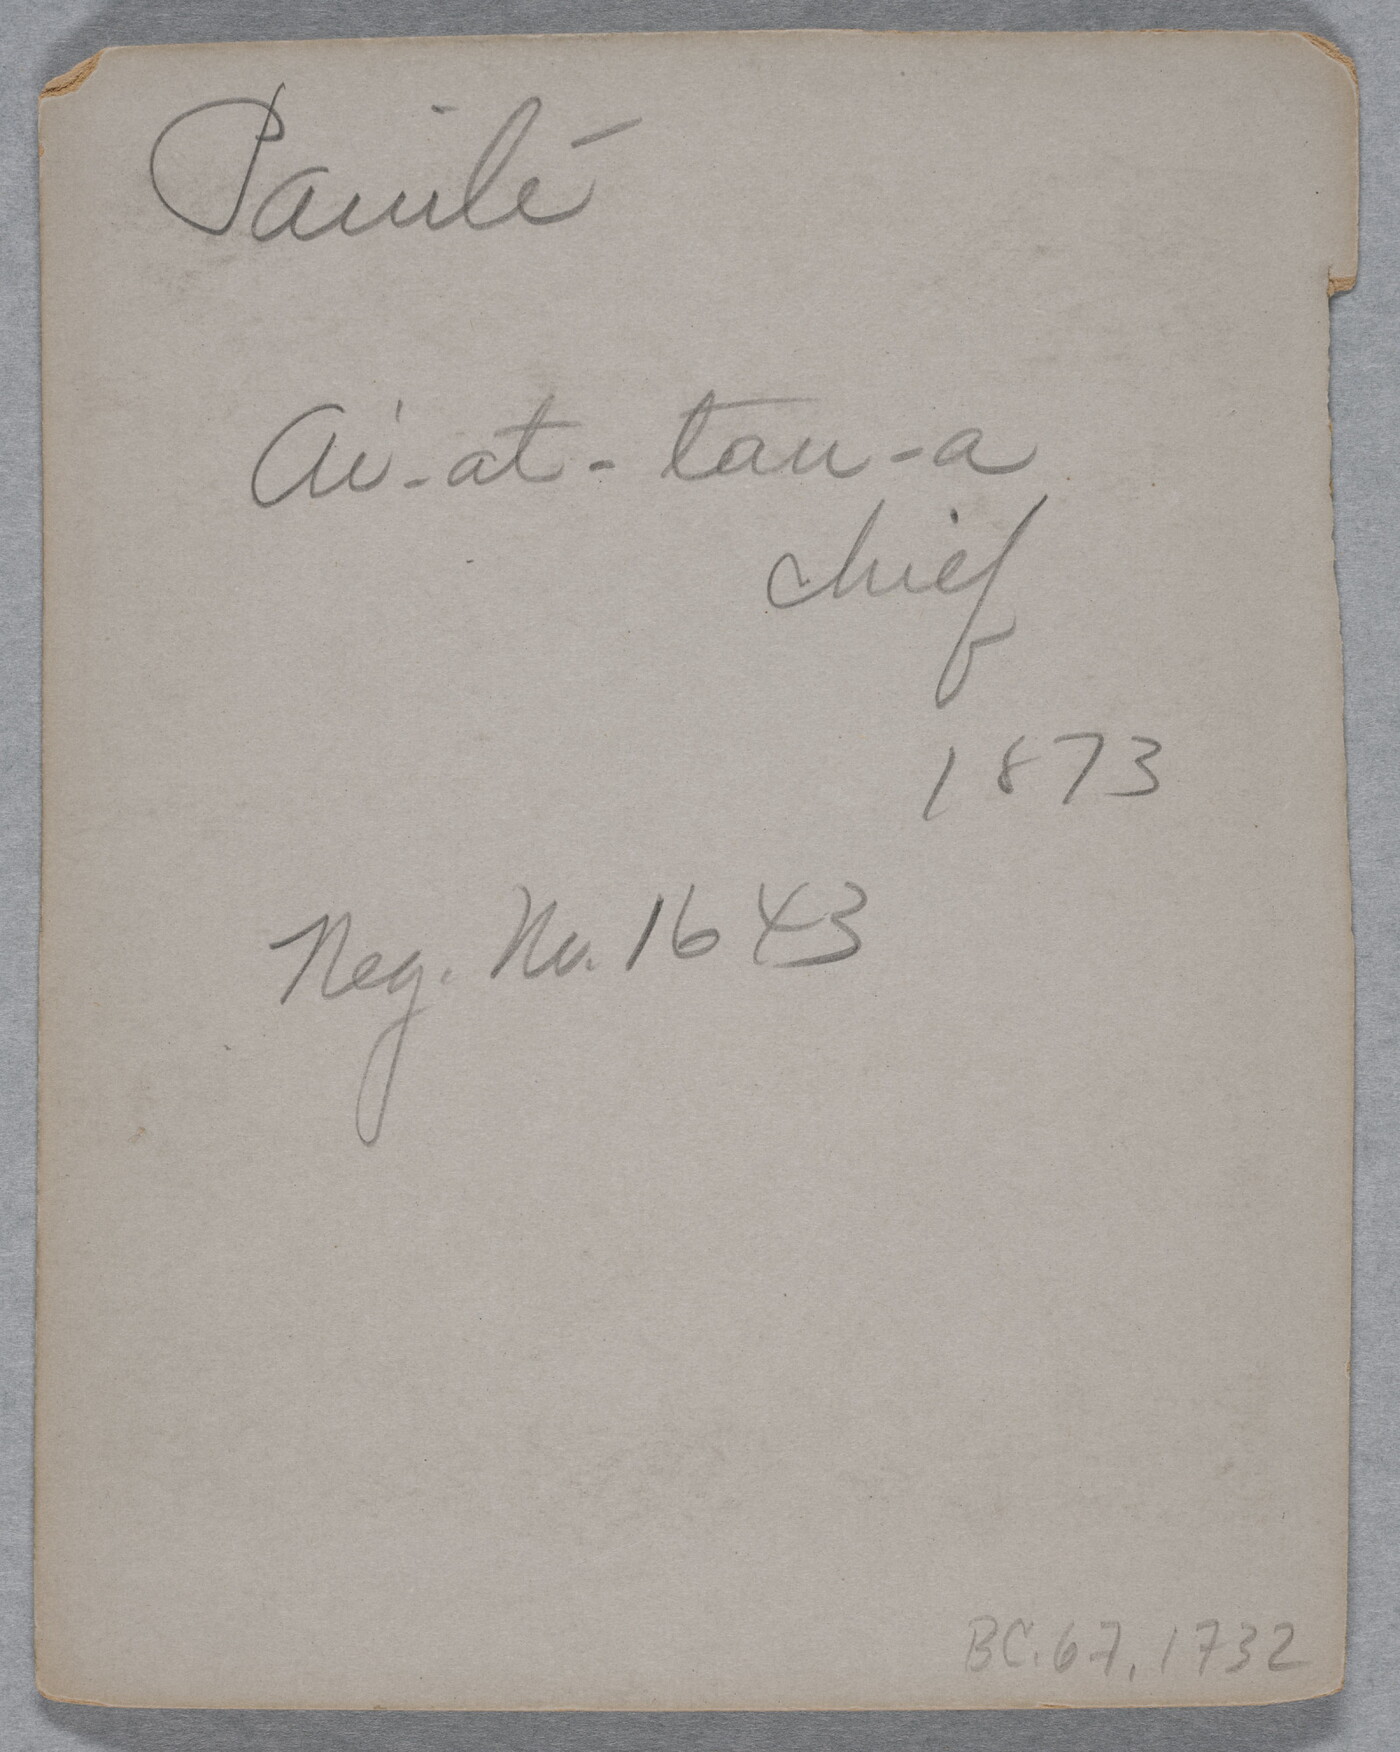 Paiute
Ai-at-tau-a
chief
1873
Neg. No. 1643
BC.67.1732